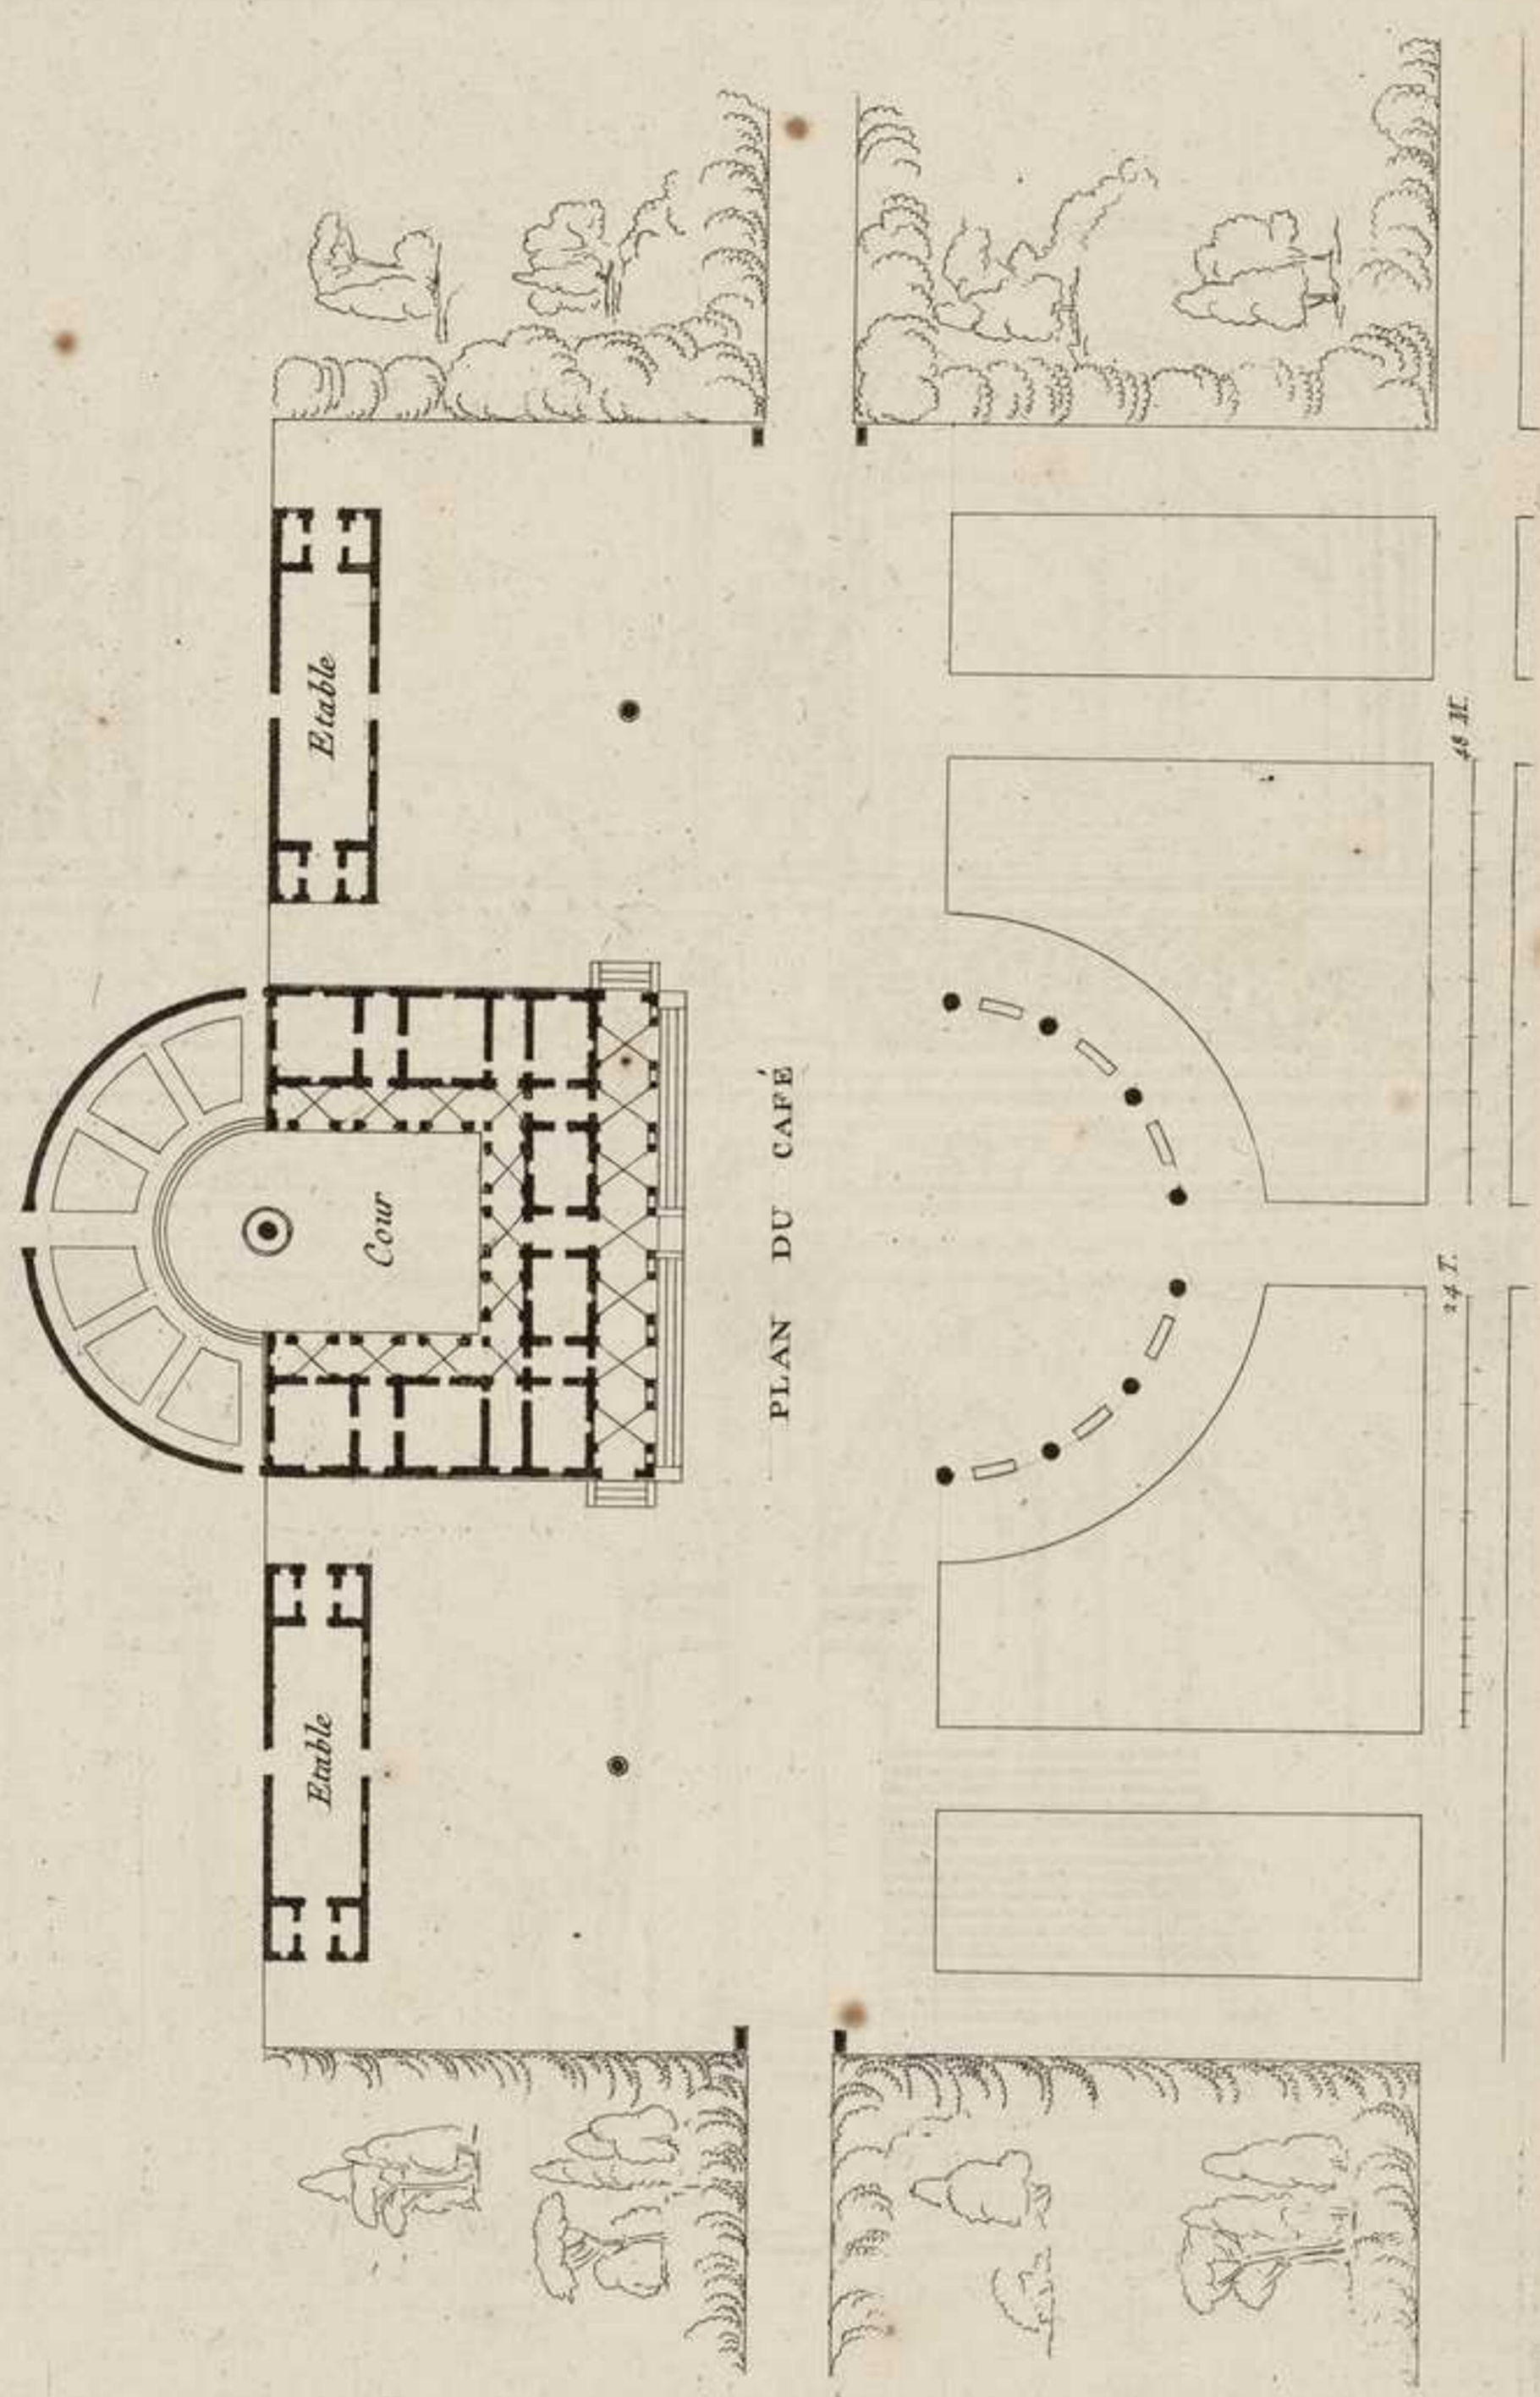 Etable
Cour
Etable
PLAN DU CAFÉ
24 T.
48 M.